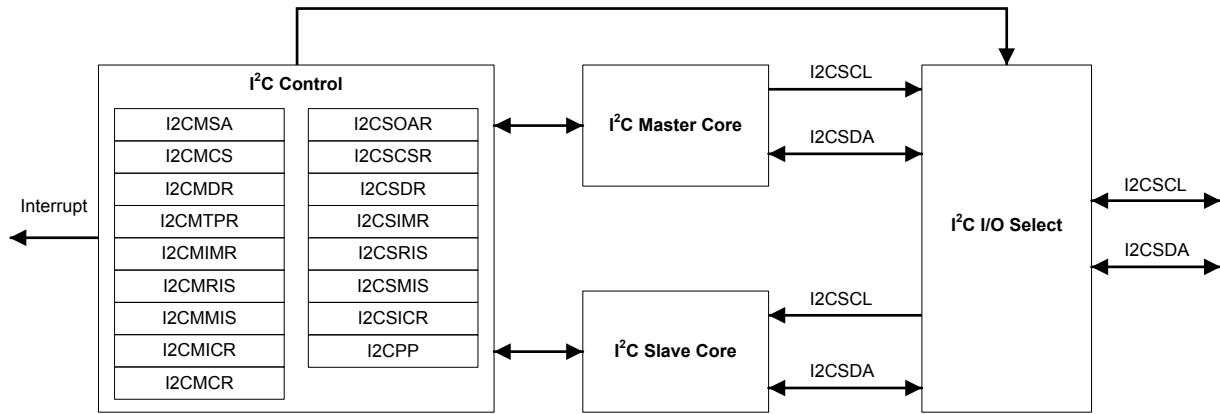 I²C Control
I2CMSA
I2CMCS
I2CMDR
I2CMTPR
I2CMIMR
I2CMRIS
I2CMMIS
I2CMICR
I2CMCR
I2CSOAR
I2CSCSR
I2CSDR
I2CSIMR
I2CSRIS
I2CSMIS
I2CSICR
I2CPP
Interrupt
I²C Master Core
I2CSCL
I2CSDA
I²C Slave Core
I2CSCL
I2CSDA
I²C I/O Select
I2CSCL
I2CSDA